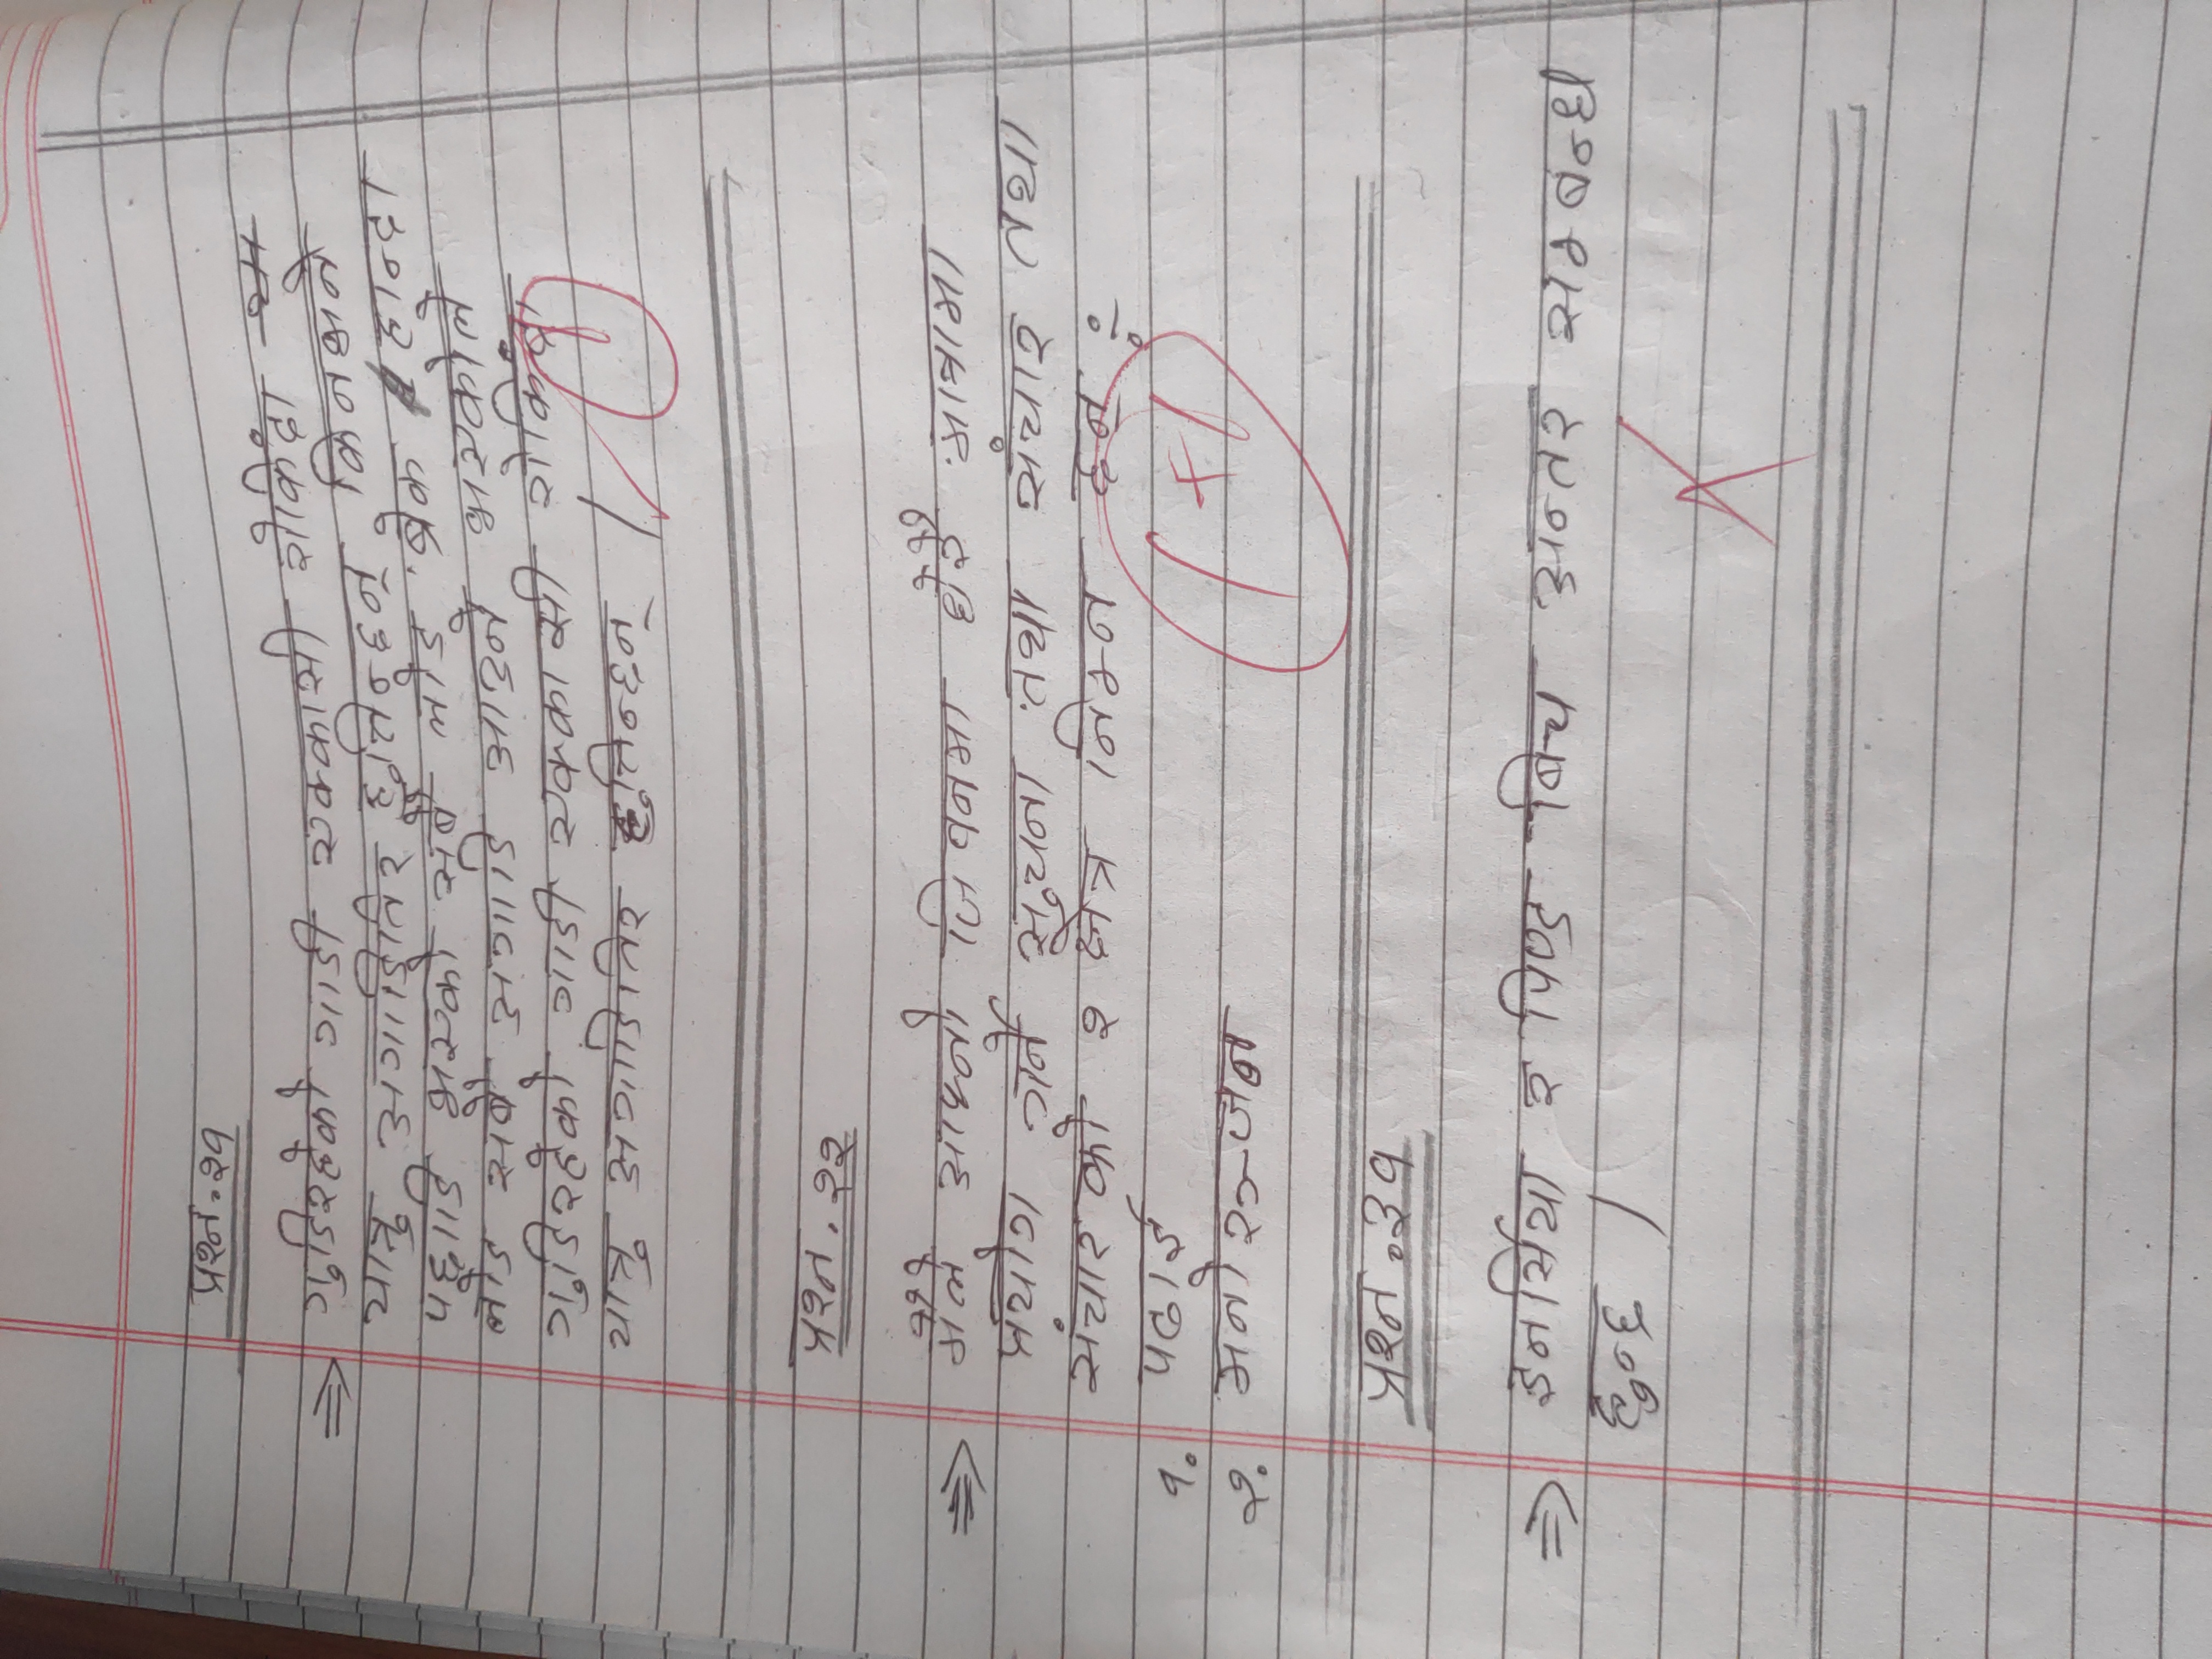 प्रश्न.२१
⇒ गुडिरहेको गाडी एक्कासी रोकिंदा
यात्रु अगाडितिर हुत्तिन्छन् किनभने
पछाडि भएको सबै लोड ब्रेक हान्दा
लोड सबै अगाडि आउने भएकोले
गुडिरहेको गाडी एक्कासी रोकिंदा
यात्रु अगाडितिर हुत्तिन्छन् । 1
प्रश्न.२२
⇒ मैले आफ्नो जिवनमा धेरै मात्रामा
प्रयोग गर्ने सुचना तथा संचार तथा
संचारको २ क्षेत्र निम्न छन् :-
१. पढाई
२. मनोरञ्जन
1+1
प्रश्न.३१
⇒ इनर्सिया र पिण्ड बिच अन्तर सम्बन्ध
हुन्छ ।